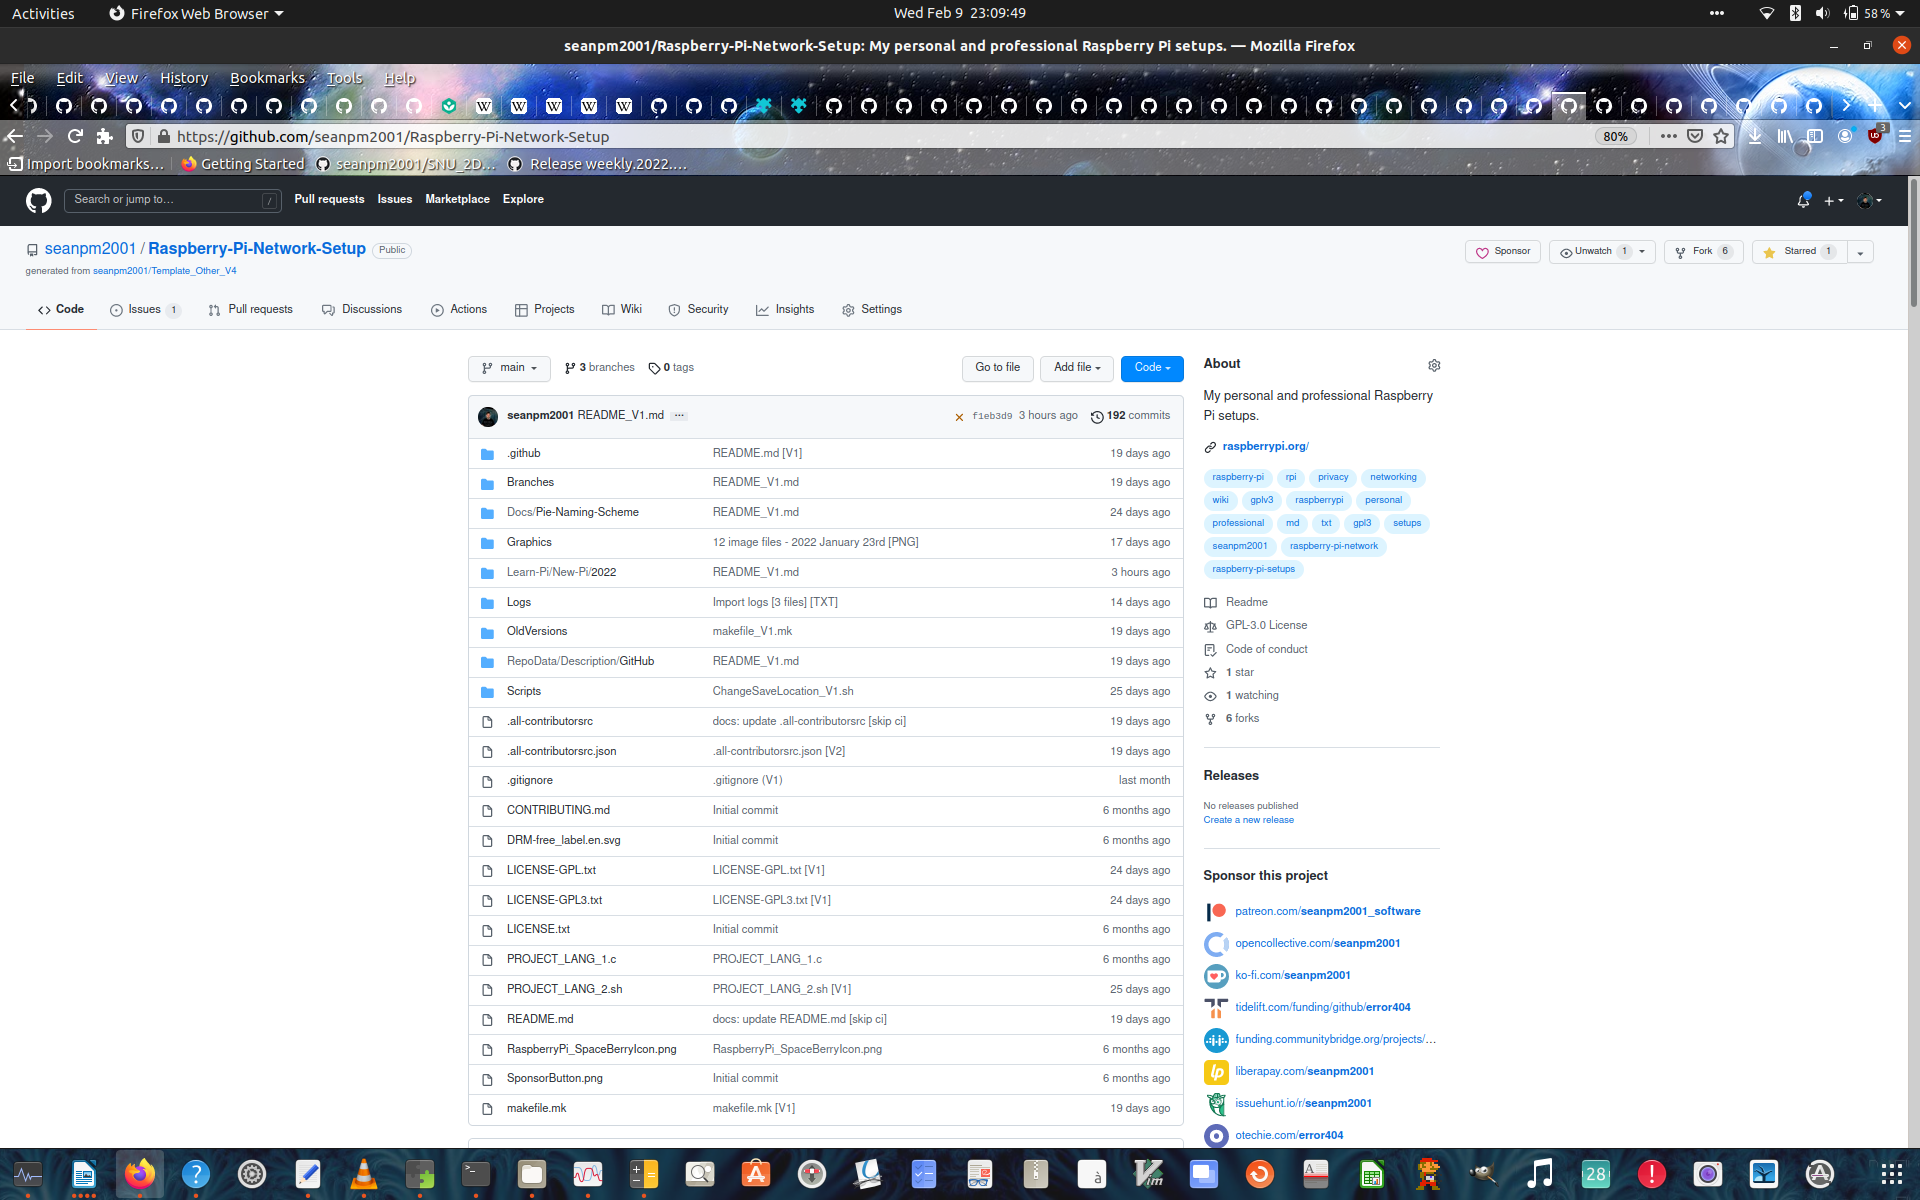 Activities
Firefox Web Browser
Wed Feb 9 23:09:49
58 %
seanpm2001/Raspberry-Pi-Network-Setup: My personal and professional Raspberry Pi setups. — Mozilla Firefox
File Edit View History Bookmarks Tools Help
https://github.com/seanpm2001/Raspberry-Pi-Network-Setup
80%
3
Import bookmarks… Getting Started seanpm2001/SNU_2D… Release weekly.2022.…
Search or jump to… /
Pull requests Issues Marketplace Explore
seanpm2001 / Raspberry-Pi-Network-Setup Public
Sponsor Unwatch 1 Fork 6 Starred 1
generated from seanpm2001/Template_Other_V4
Code Issues 1 Pull requests Discussions Actions Projects Wiki Security Insights Settings
main 3 branches 0 tags Go to file Add file Code
seanpm2001 README_V1.md ··· f1eb3d9 3 hours ago 192 commits
.github README.md [V1] 19 days ago
Branches README_V1.md 19 days ago
Docs/Pie-Naming-Scheme README_V1.md 24 days ago
Graphics 12 image files - 2022 January 23rd [PNG] 17 days ago
Learn-Pi/New-Pi/2022 README_V1.md 3 hours ago
Logs Import logs [3 files] [TXT] 14 days ago
OldVersions makefile_V1.mk 19 days ago
RepoData/Description/GitHub README_V1.md 19 days ago
Scripts ChangeSaveLocation_V1.sh 25 days ago
.all-contributorsrc docs: update .all-contributorsrc [skip ci] 19 days ago
.all-contributorsrc.json .all-contributorsrc.json [V2] 19 days ago
.gitignore .gitignore (V1) last month
CONTRIBUTING.md Initial commit 6 months ago
DRM-free_label.en.svg Initial commit 6 months ago
LICENSE-GPL.txt LICENSE-GPL.txt [V1] 24 days ago
LICENSE-GPL3.txt LICENSE-GPL3.txt [V1] 24 days ago
LICENSE.txt Initial commit 6 months ago
PROJECT_LANG_1.c PROJECT_LANG_1.c 6 months ago
PROJECT_LANG_2.sh PROJECT_LANG_2.sh [V1] 25 days ago
README.md docs: update README.md [skip ci] 19 days ago
RaspberryPi_SpaceBerryIcon.png RaspberryPi_SpaceBerryIcon.png 6 months ago
SponsorButton.png Initial commit 6 months ago
makefile.mk makefile.mk [V1] 19 days ago
About
My personal and professional Raspberry
Pi setups.
raspberrypi.org/
raspberry-pi rpi privacy networking
wiki gplv3 raspberrypi personal
professional md txt gpl3 setups
seanpm2001 raspberry-pi-network
raspberry-pi-setups
Readme
GPL-3.0 License
Code of conduct
1 star
1 watching
6 forks
Releases
No releases published
Create a new release
Sponsor this project
patreon.com/seanpm2001_software
opencollective.com/seanpm2001
ko-fi.com/seanpm2001
tidelift.com/funding/github/error404
funding.communitybridge.org/projects/…
liberapay.com/seanpm2001
issuehunt.io/r/seanpm2001
otechie.com/error404
28